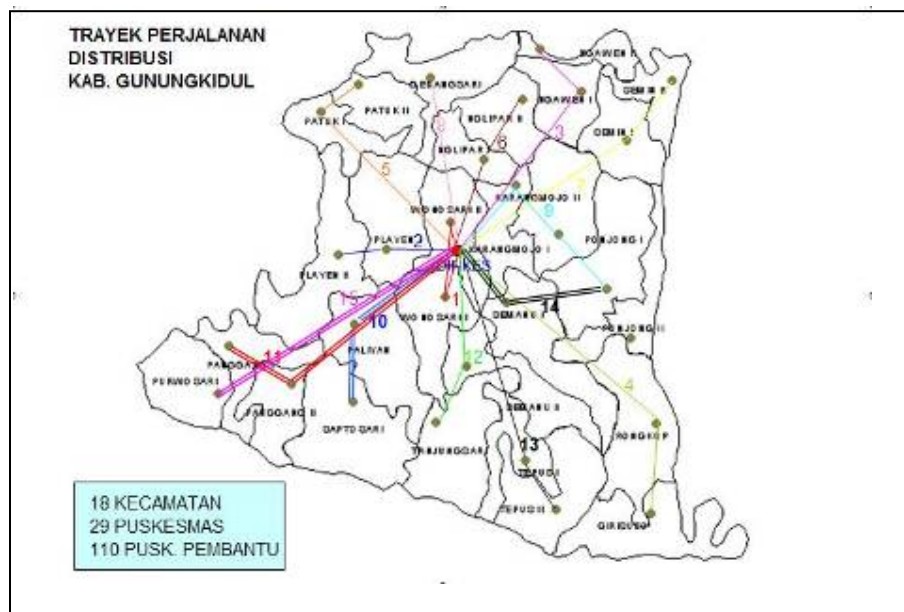 TRAYEK PERJALANAN
DISTRIBUSI
KAB. GUNUNGKIDUL
NGAWEN II
GEDANGSARI
NGAWEN I
SEMIN II
PATUK II
PATUK I
NGLIPAR II
SEMIN I
8
3
NGLIPAR I
6
5
7
KARANGMOJO II
WONOSARI II
9
PONJONG I
PLAYEN
2
KARANGMOJO I
PLAYEN II
15
1
14
WONOSARI I
SEMANU I
10
PONJONG II
PALIYAN
11
12
PURWOSARI
PANGGANG II
SAPTOSARI
SEMANU II
4
RONGKOP
TANJUNGSARI
13
TEPUS I
TEPUS II
GIRISUBO
18 KECAMATAN
29 PUSKESMAS
110 PUSK. PEMBANTU